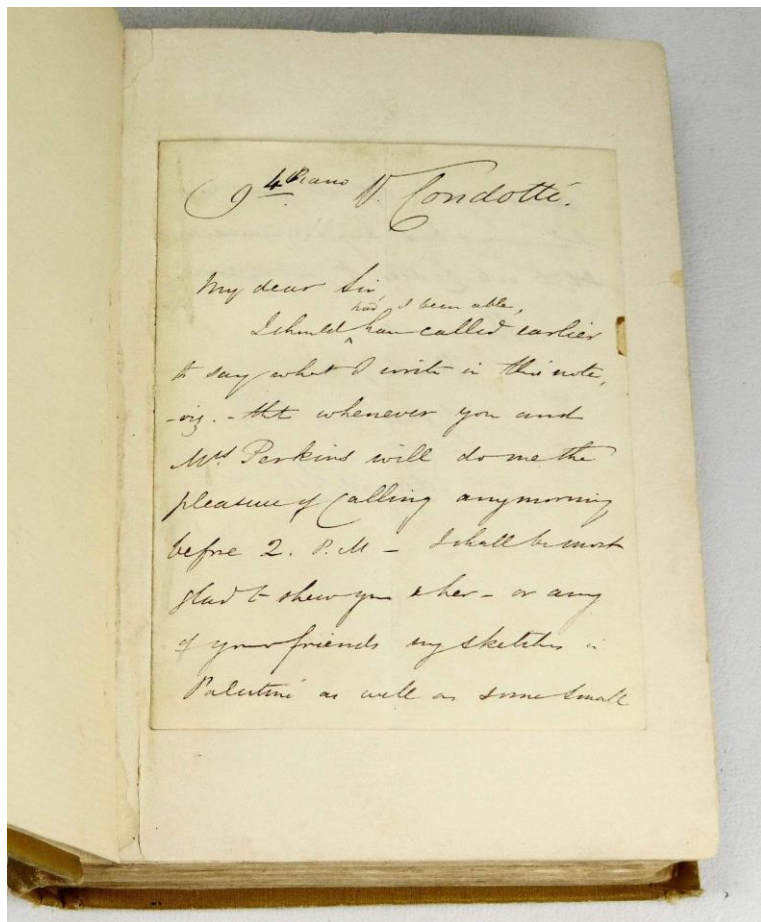 9 4º Piano V. Condotti.
My dear Sir,
had I been able,
I should ^ have called earlier
to say what I write in this note,
- viz. - tht whenever you and
Mrs. Perkins will do me the
pleasure of Calling any morning
before 2. P.M - I shall be most
glad to shew you & her - or any
of your friends my sketches in
Palestine as well as some small